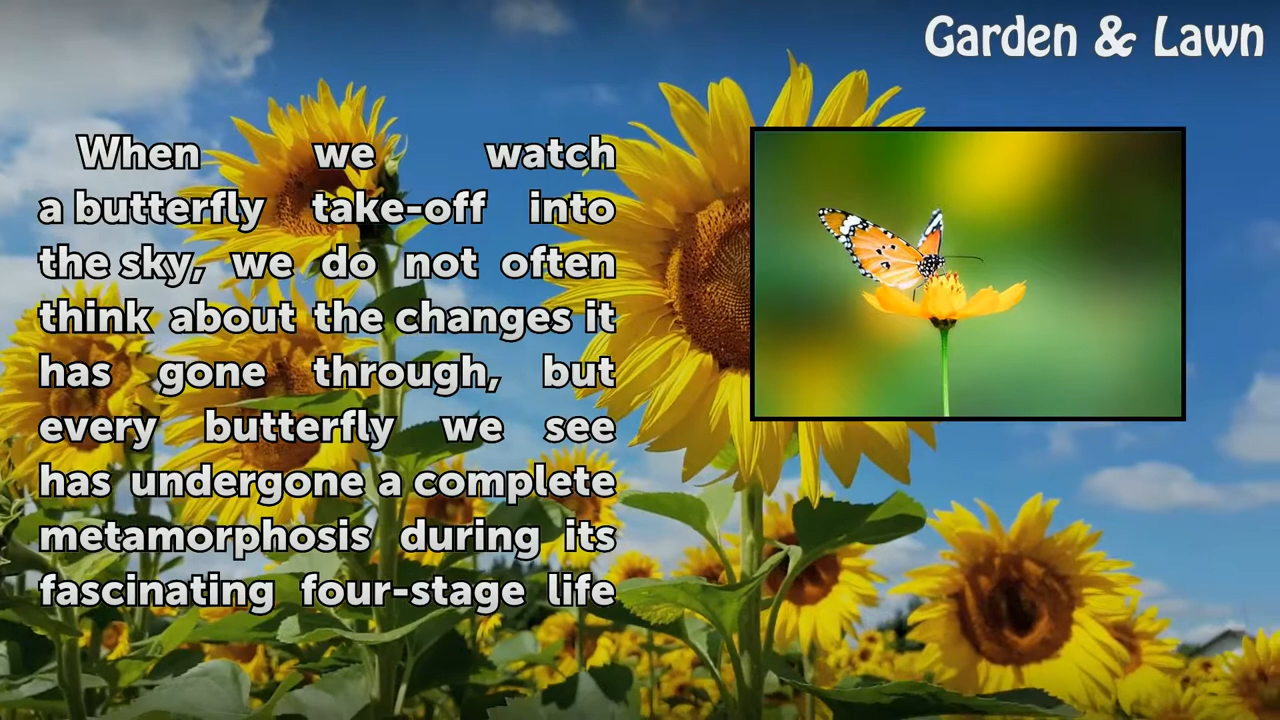 Garden & Lawn
When we watch
a butterfly take-off into
the sky, we do not often
think about the changes it
has gone through, but
every butterfly we see
has undergone a complete
metamorphosis during its
fascinating four-stage life